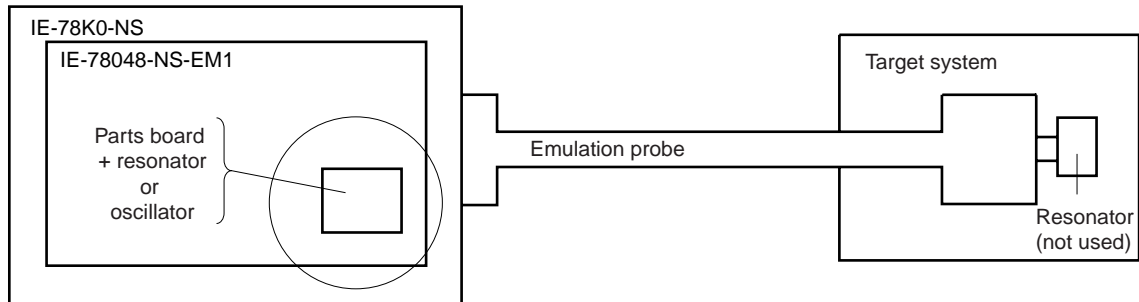 IE-78K0-NS
IE-78048-NS-EM1
Parts board
+ resonator
or
oscillator
Emulation probe
Target system
Resonator
(not used)